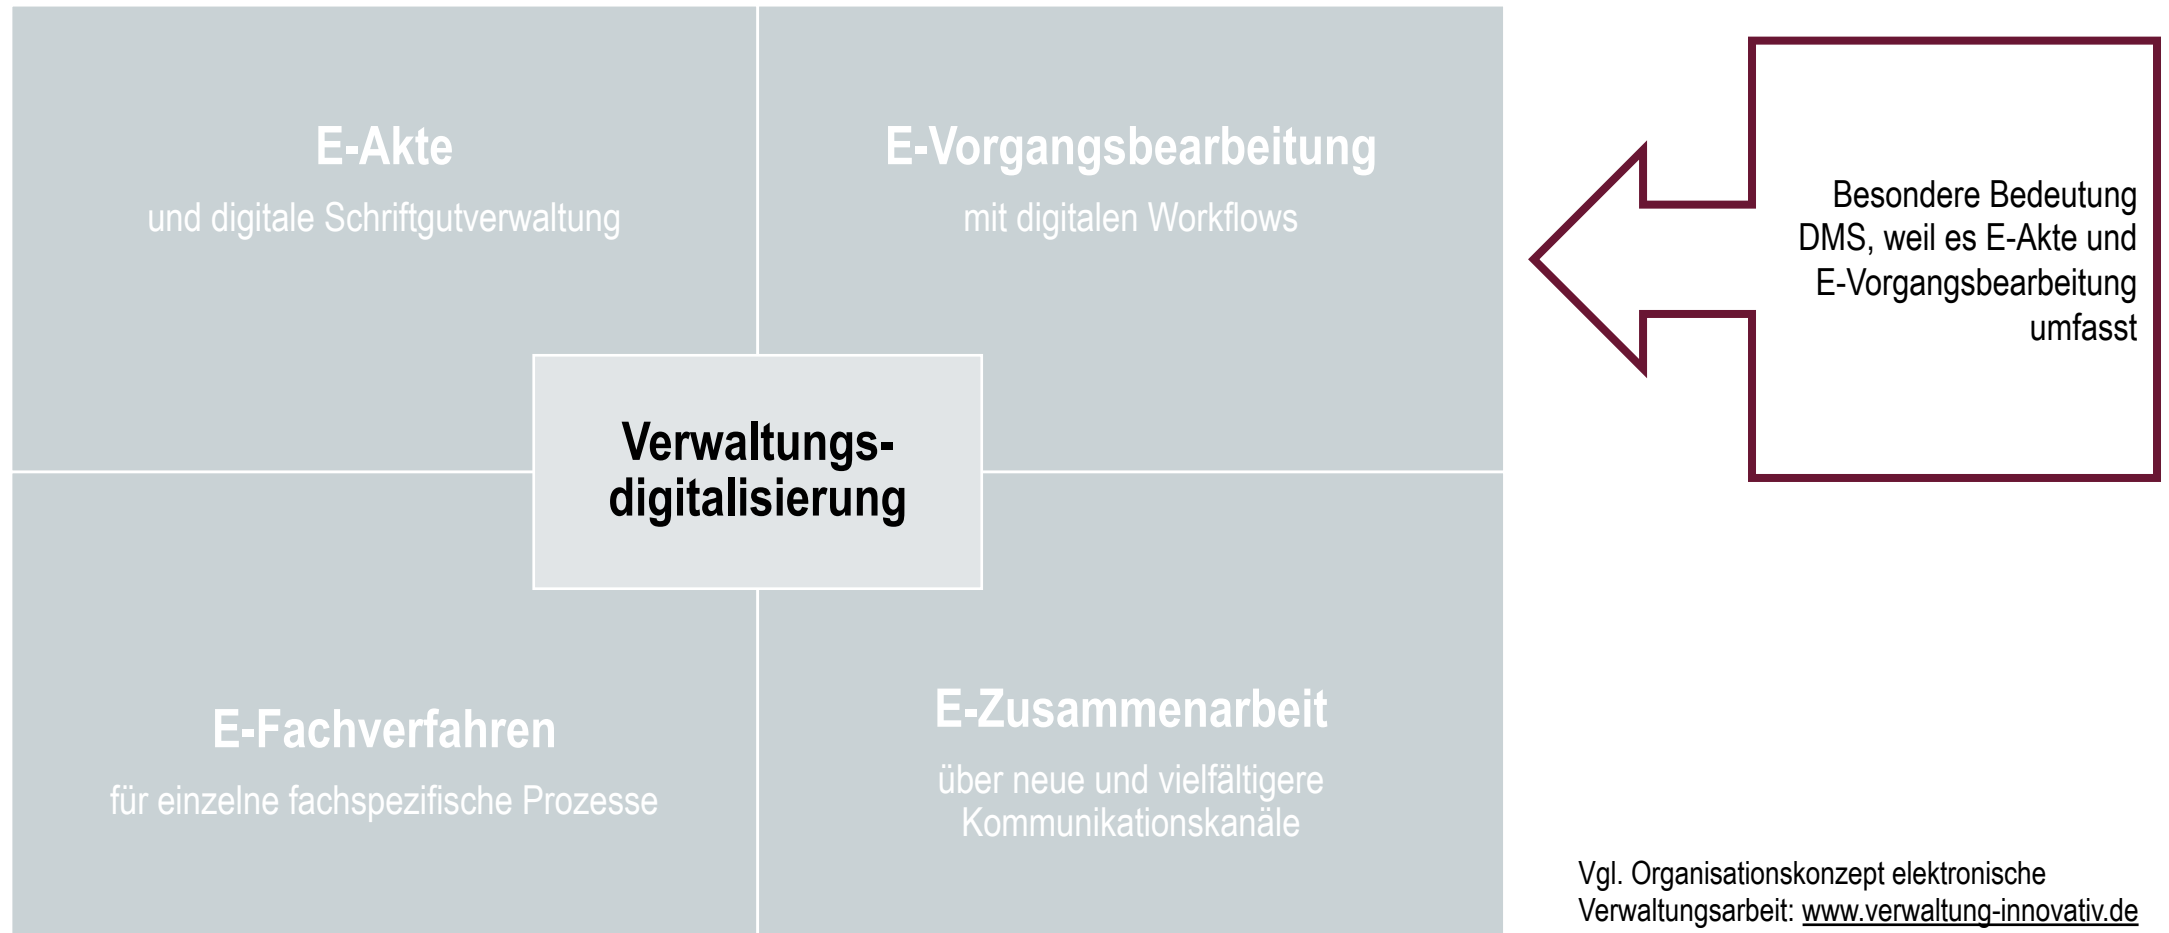 E-Akte
und digitale Schriftgutverwaltung
E-Vorgangsbearbeitung
mit digitalen Workflows
Besondere Bedeutung
DMS, weil es E-Akte und
E-Vorgangsbearbeitung
umfasst
Verwaltungs-
digitalisierung
E-Fachverfahren
für einzelne fachspezifische Prozesse
E-Zusammenarbeit
über neue und vielfältigere
Kommunikationskanäle
Vgl. Organisationskonzept elektronische
Verwaltungsarbeit: www.verwaltung-innovativ.de